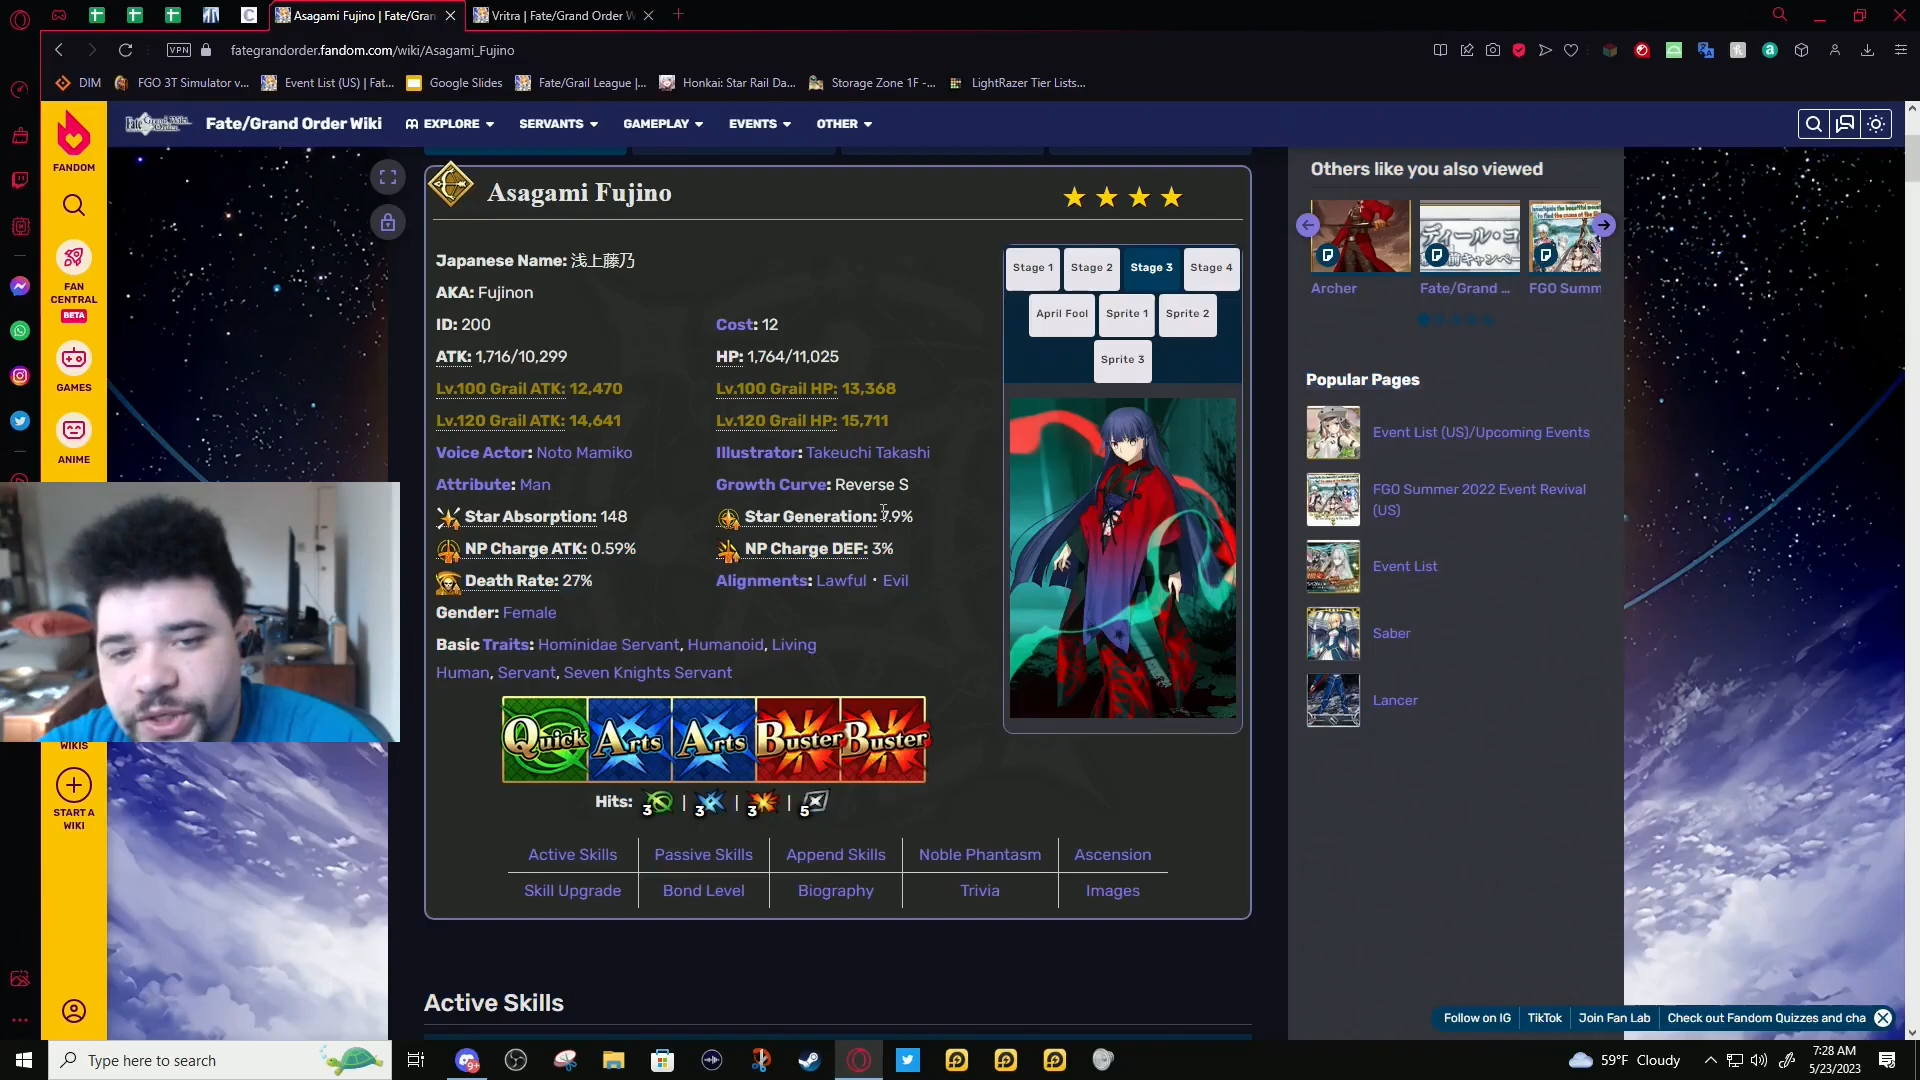 Asagami Fujino | Fate/Gran
Vritra | Fate/Grand Order W
VPN
fategrandorder.fandom.com/wiki/Asagami_Fujino
DIM
FGO 3T Simulator v...
Event List (US) | Fat...
Google Slides
Fate/Grail League |...
Honkai: Star Rail Da...
Storage Zone 1F -...
LightRazer Tier Lists...
Fate/Grand Order Wiki
EXPLORE
SERVANTS
GAMEPLAY
EVENTS
OTHER
FANDOM
FAN
CENTRAL
BETA
GAMES
ANIME
WIKIS
START A
WIKI
Asagami Fujino
Japanese Name: 浅上藤乃
AKA: Fujinon
ID: 200
Cost: 12
ATK: 1,716/10,299
HP: 1,764/11,025
Lv.100 Grail ATK: 12,470
Lv.100 Grail HP: 13,368
Lv.120 Grail ATK: 14,641
Lv.120 Grail HP: 15,711
Voice Actor: Noto Mamiko
Illustrator: Takeuchi Takashi
Attribute: Man
Growth Curve: Reverse S
Star Absorption: 148
Star Generation: 7.9%
NP Charge ATK: 0.59%
NP Charge DEF: 3%
Death Rate: 27%
Alignments: Lawful・Evil
Gender: Female
Basic Traits: Hominidae Servant, Humanoid, Living
Human, Servant, Seven Knights Servant
Quick Arts Arts Buster Buster
Hits: 3 | 3 | 3 | 5
Active Skills
Passive Skills
Append Skills
Noble Phantasm
Ascension
Skill Upgrade
Bond Level
Biography
Trivia
Images
Active Skills
Stage 1
Stage 2
Stage 3
Stage 4
April Fool
Sprite 1
Sprite 2
Sprite 3
Others like you also viewed
Archer
Fate/Grand ...
FGO Summ
Popular Pages
Event List (US)/Upcoming Events
FGO Summer 2022 Event Revival
(US)
Event List
Saber
Lancer
Follow on IG
TikTok
Join Fan Lab
Check out Fandom Quizzes and cha
Type here to search
59°F Cloudy
7:28 AM
5/23/2023